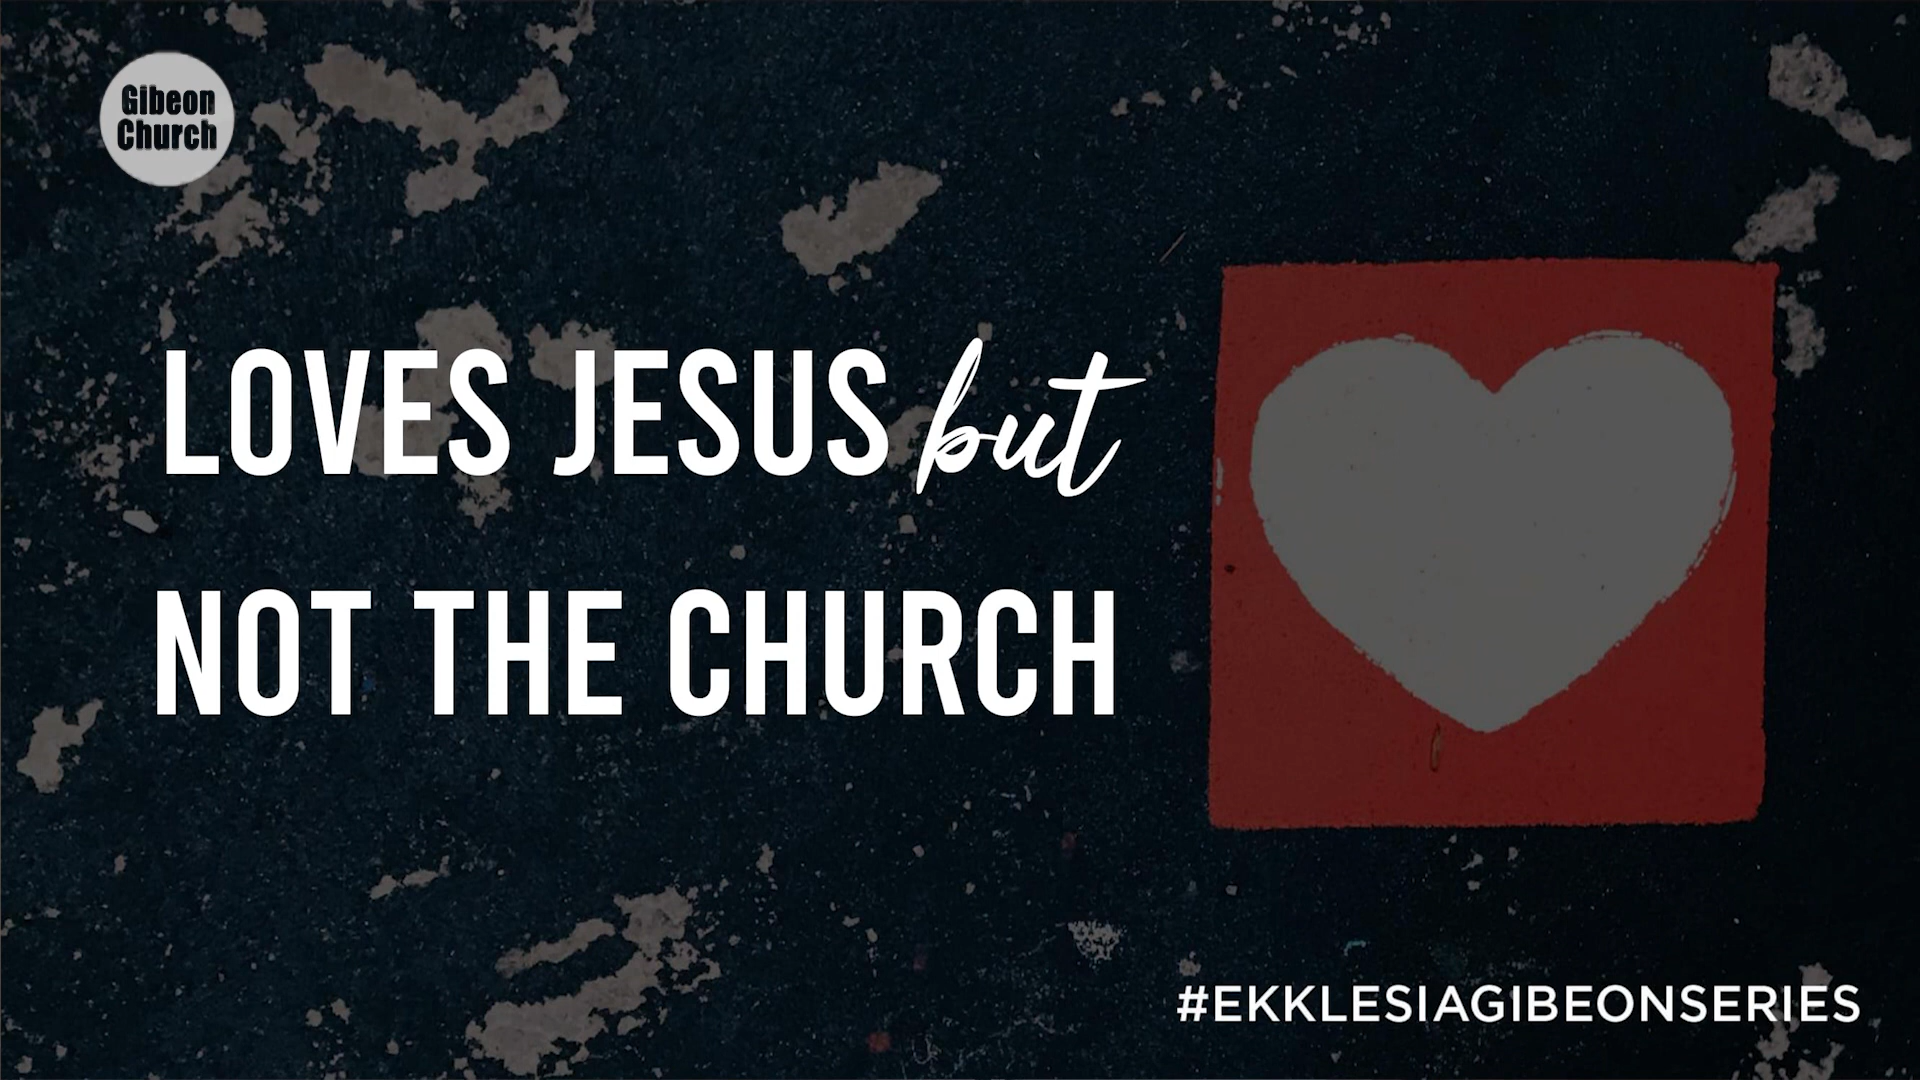 Gibeon
Church
LOVES JESUS but
NOT THE CHURCH
#EKKLESIAGIBEONSERIES